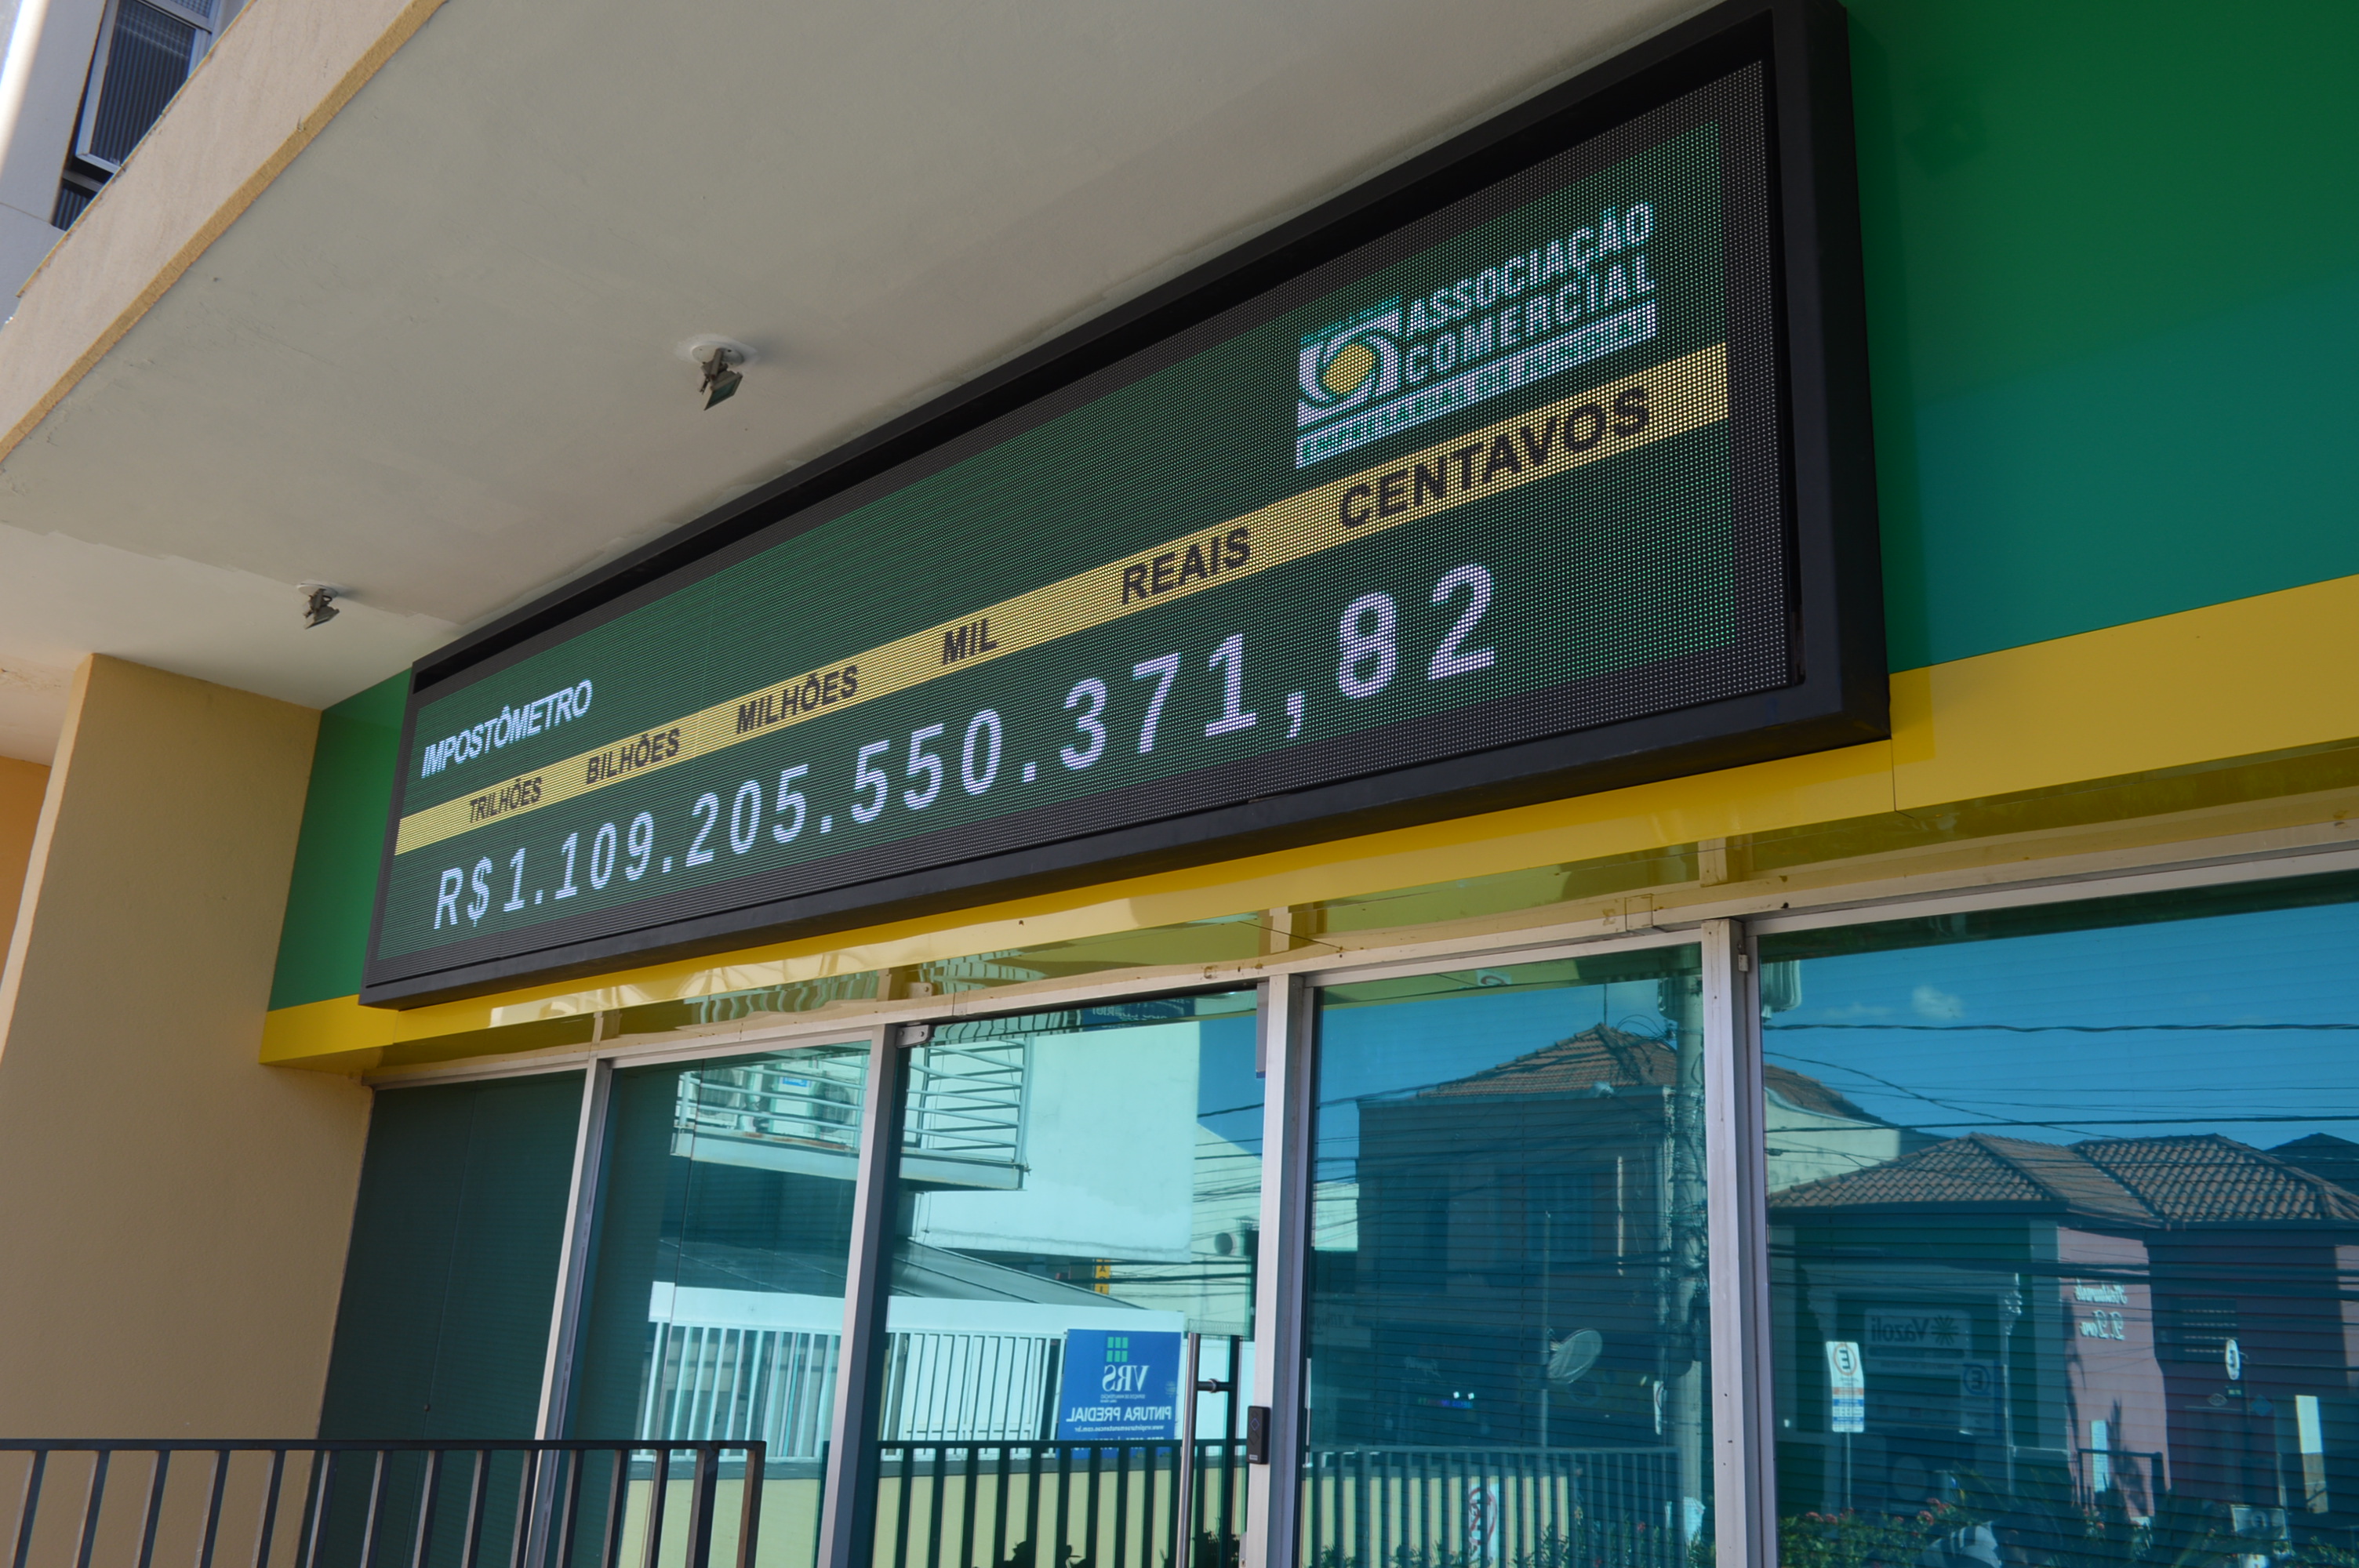 ASSOCIAÇÃO
COMERCIAL
IMPOSTÔMETRO
TRILHÕES BILHÕES MILHÕES MIL REAIS CENTAVOS
R$1.109.205.550.371,82
VRS
PINTURA PREDIAL
Vazoli
E